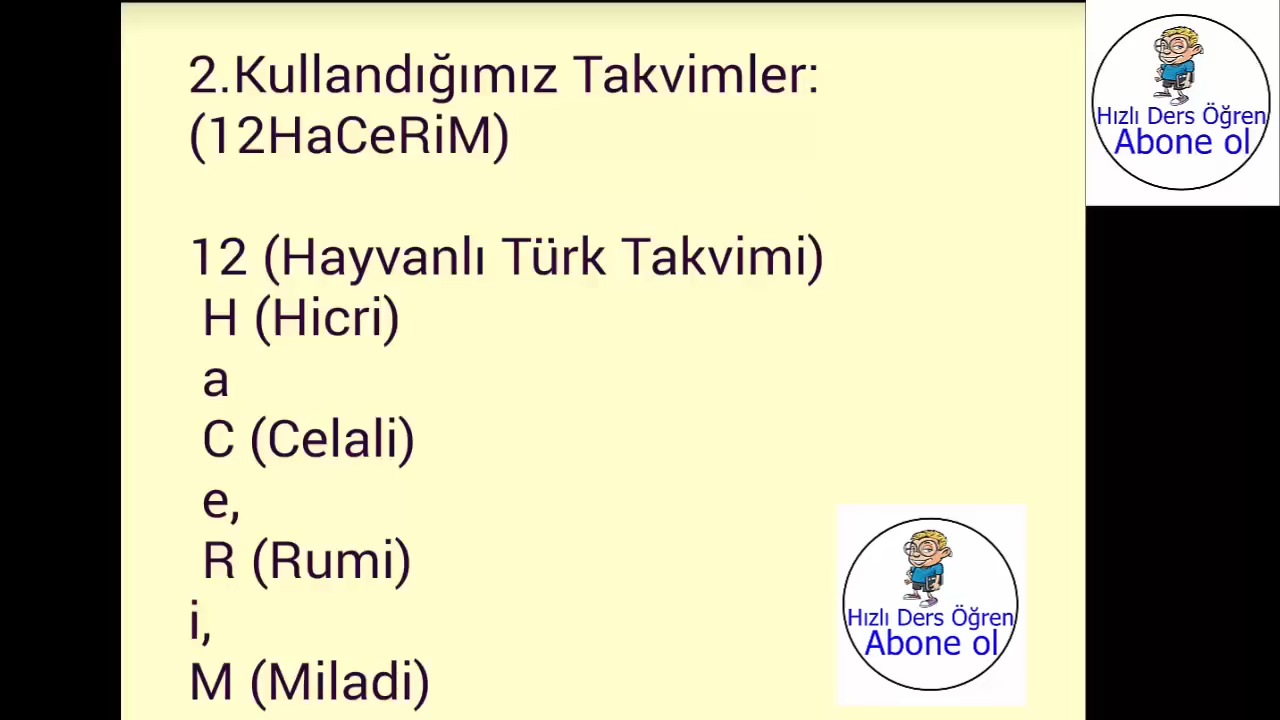 2.Kullandığımız Takvimler:
(12HaCeRiM)
12 (Hayvanlı Türk Takvimi)
H (Hicri)
a
C (Celali)
e,
R (Rumi)
i,
M (Miladi)
Hızlı Ders Öğren
Abone ol
Hızlı Ders Öğren
Abone ol